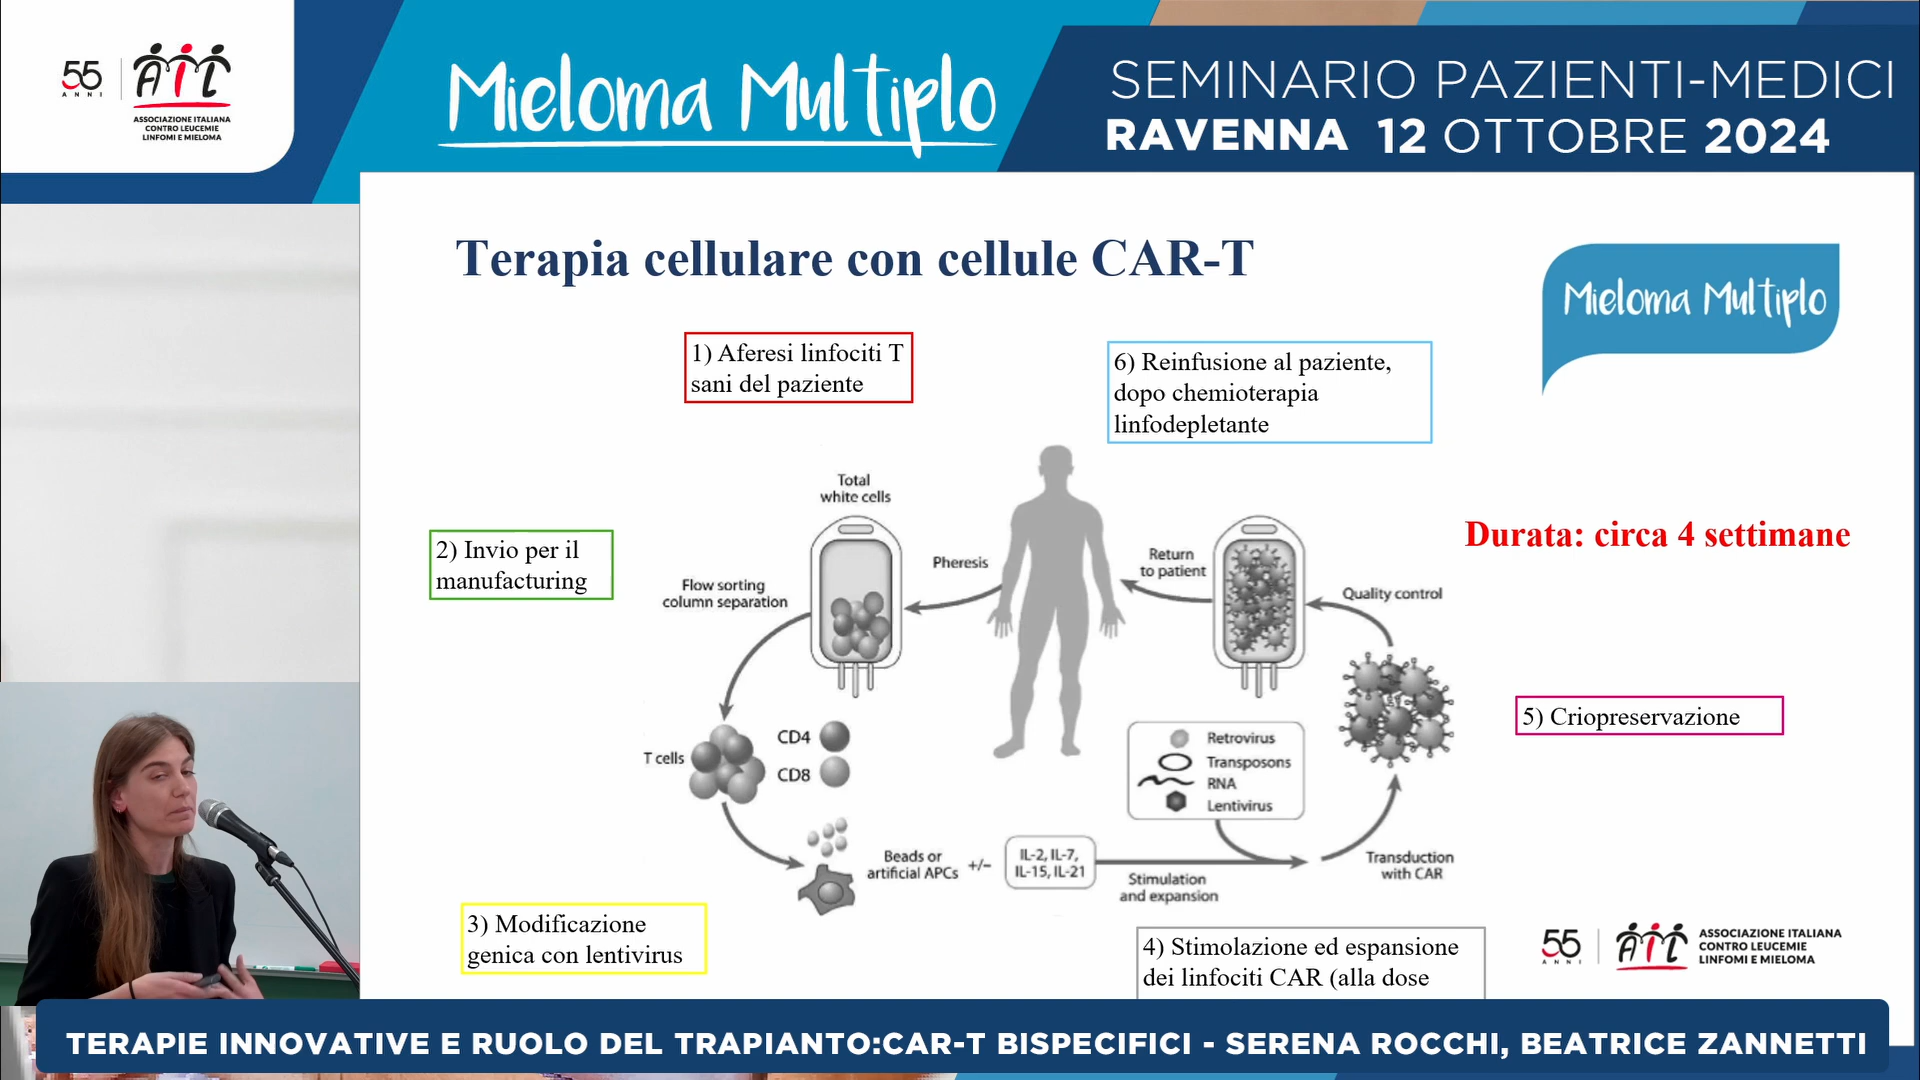 55
ANNI
AIL
ASSOCIAZIONE ITALIANA
CONTRO LEUCEMIE
LINFOMI E MIELOMA
Mieloma Multiplo
SEMINARIO PAZIENTI-MEDICI
RAVENNA 12 OTTOBRE 2024
Terapia cellulare con cellule CAR-T
Mieloma Multiplo
1) Aferesi linfociti T
sani del paziente
6) Reinfusione al paziente,
dopo chemioterapia
linfodepletante
Total
white cells
Durata: circa 4 settimane
2) Invio per il
manufacturing
Pheresis
Return
to patient
Flow sorting
column separation
Quality control
5) Criopreservazione
T cells
CD4
CD8
Retrovirus
Transposons
RNA
Lentivirus
Beads or
artificial APCs
+/−
IL-2, IL-7,
IL-15, IL-21
Stimulation
and expansion
Transduction
with CAR
3) Modificazione
genica con lentivirus
4) Stimolazione ed espansione
dei linfociti CAR (alla dose
55
ANNI
AIL
ASSOCIAZIONE ITALIANA
CONTRO LEUCEMIE
LINFOMI E MIELOMA
TERAPIE INNOVATIVE E RUOLO DEL TRAPIANTO:CAR-T BISPECIFICI - SERENA ROCCHI, BEATRICE ZANNETTI